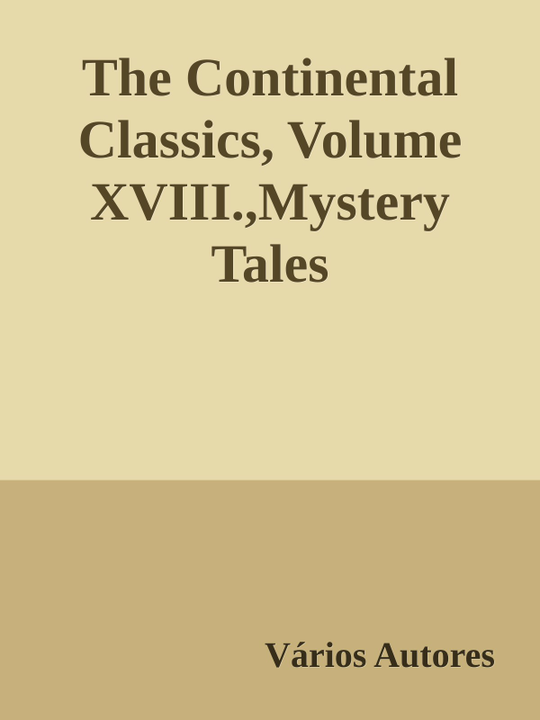 The Continental
Classics, Volume
XVIII.,Mystery
Tales
Vários Autores